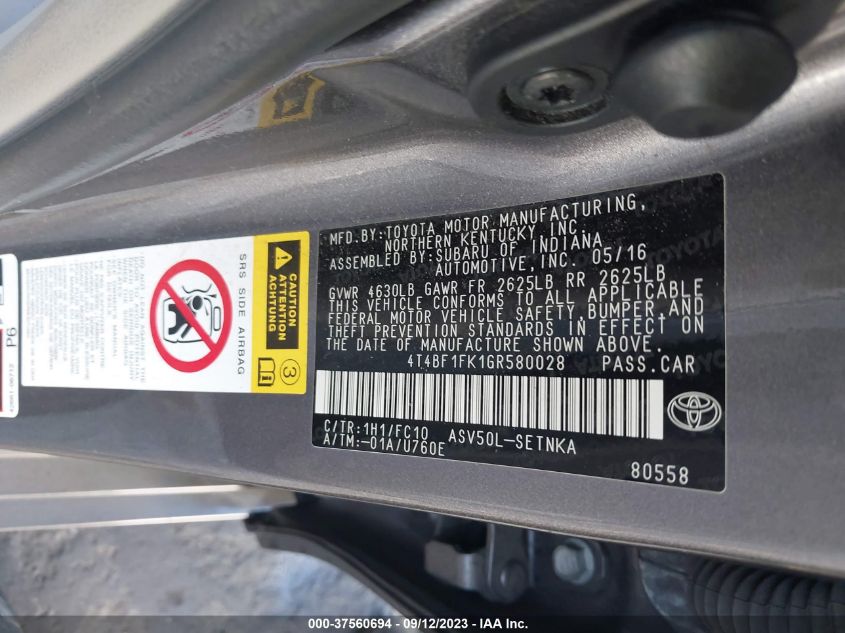 MFD.BY:TOYOTA MOTOR MANUFACTURING,
NORTHERN KENTUCKY, INC.
ASSEMBLED BY:SUBARU OF INDIANA
AUTOMOTIVE, INC. 05/16
GVWR 4630LB GAWR FR 2625LB RR 2625LB
THIS VEHICLE CONFORMS TO ALL APPLICABLE
FEDERAL MOTOR VEHICLE SAFETY,BUMPER,AND
THEFT PREVENTION STANDARDS IN EFFECT ON
THE DATE OF MANUFACTURE SHOWN ABOVE.
4T4BF1FK1GR580028 PASS.CAR
C/TR:1H1/FC10 ASV50L-SETNKA
A/TM:-01A/U760E
80558
CAUTION
ATTENTION
ACHTUNG
SRS SIDE AIRBAG
3
000-37560694 - 09/12/2023 - IAAI - Copart, Inc.